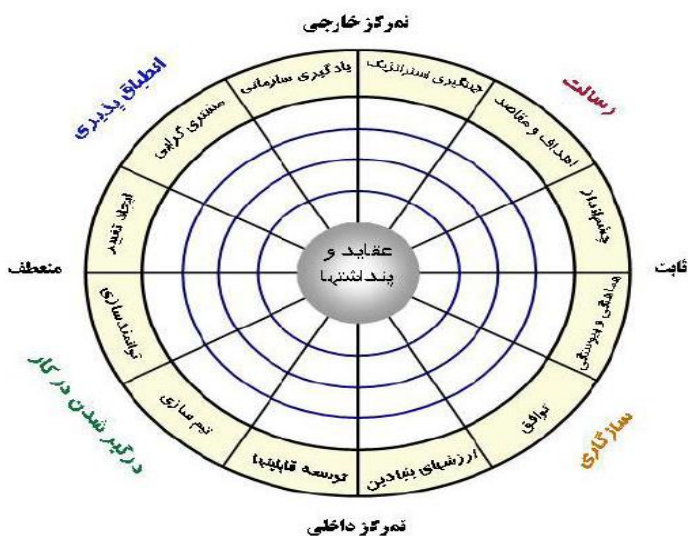 تمرکز خارجی
انطباق پذیری
رسالت
یادگیری سازمانی
جهتگیری استراتژیک
مشتری گرایی
اهداف و مقاصد
ایجاد تغییر
چشم‌انداز
عقاید و
پنداشتها
منعطف
ثابت
توانمندسازی
هماهنگی و پیوستگی
تیم سازی
توافق
توسعه قابلیتها
ارزشهای بنیادین
درگیر شدن در کار
سازگاری
تمرکز داخلی